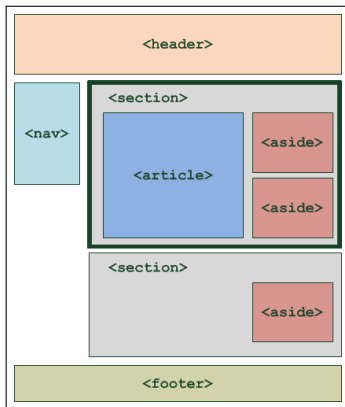 <header>
<nav>
<section>
<article>
<aside>
<aside>
<section>
<aside>
<footer>